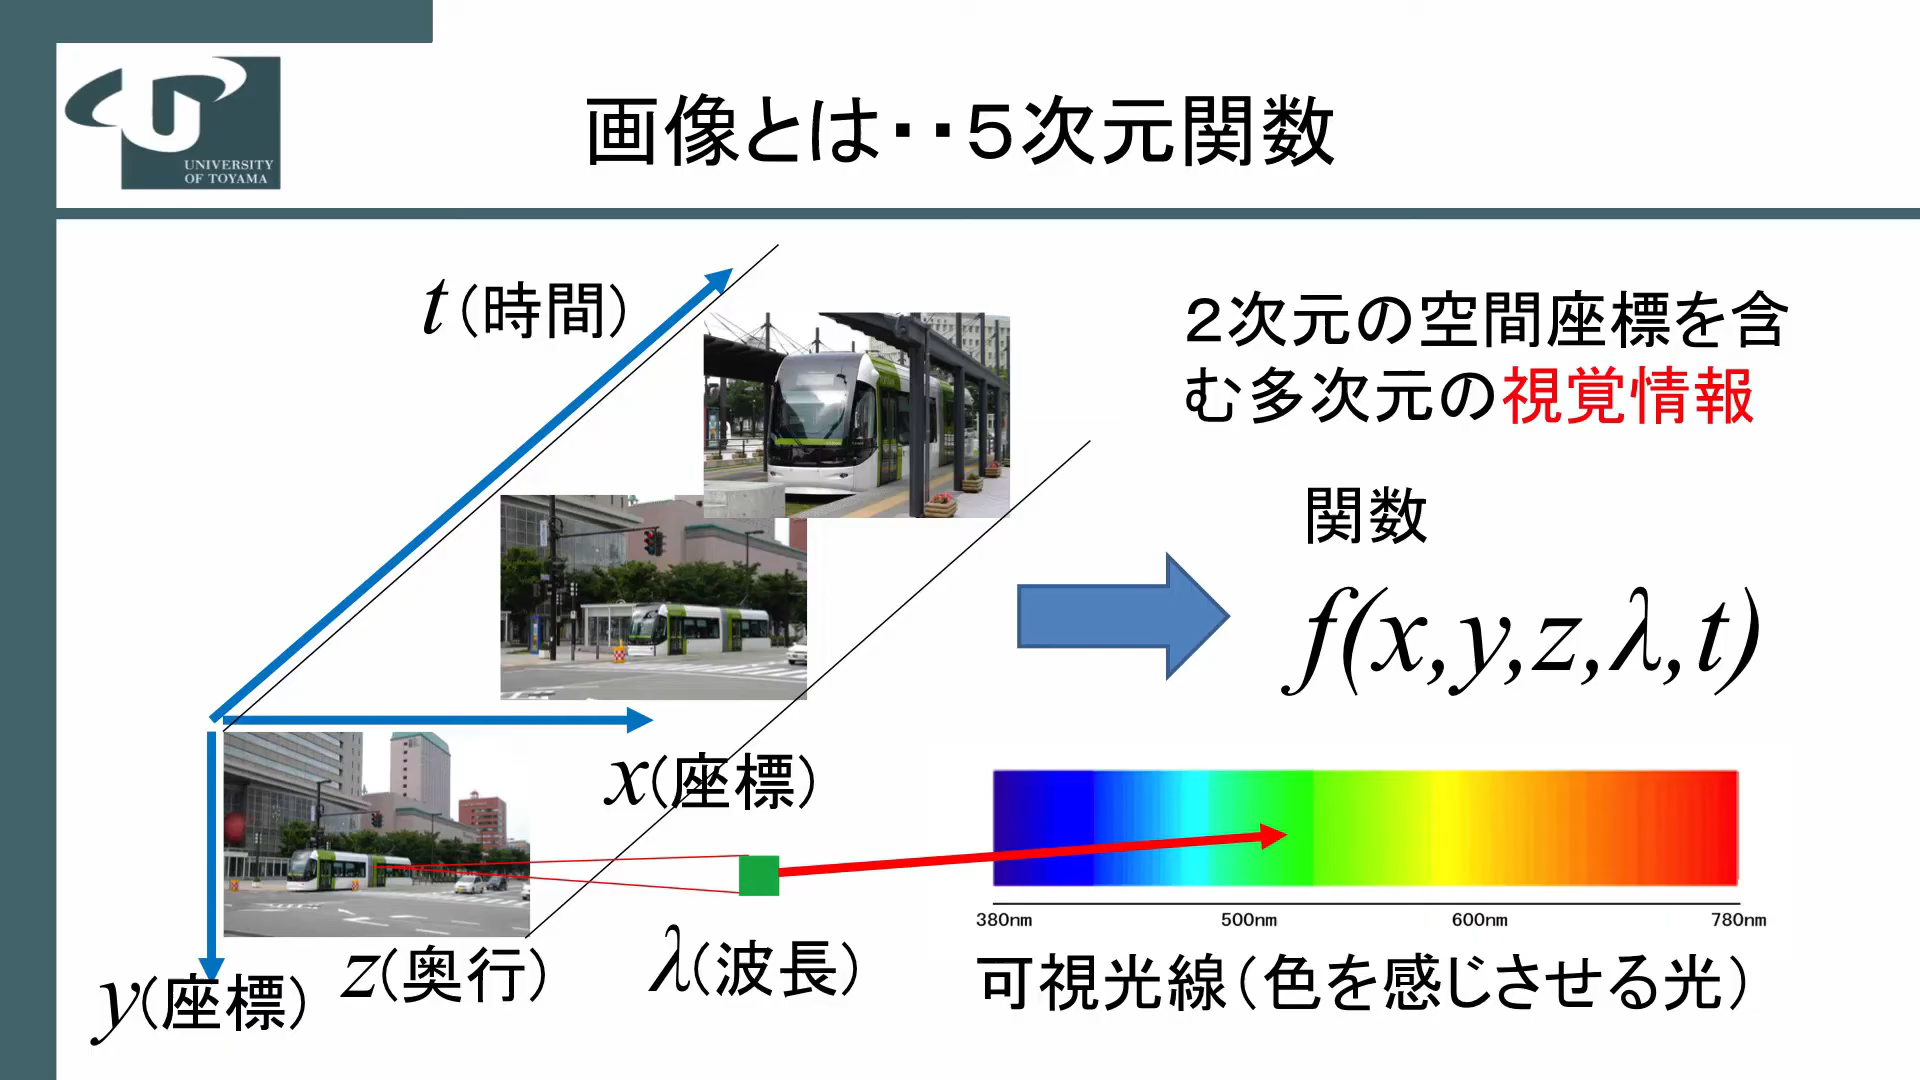 UNIVERSITY
OF TOYAMA
画像とは・・５次元関数
t（時間）
２次元の空間座標を含
む多次元の視覚情報
関数
f(x,y,z,λ,t)
x(座標）
y(座標）
z(奥行）
λ(波長）
380nm 500nm 600nm 780nm
可視光線（色を感じさせる光）